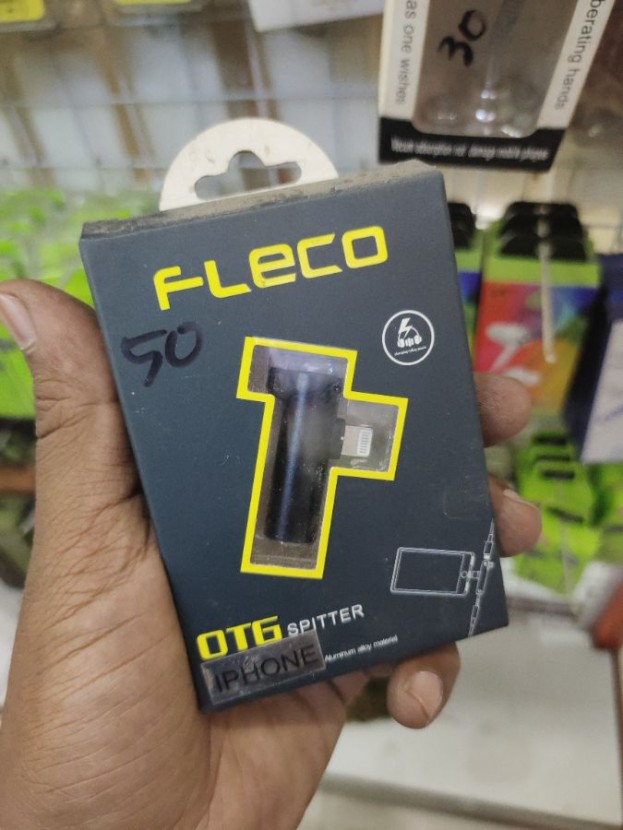 as one wishes
30
berating hands
FLeCO
50
OTG SPITTER
IPHONE
Aluminum alloy material